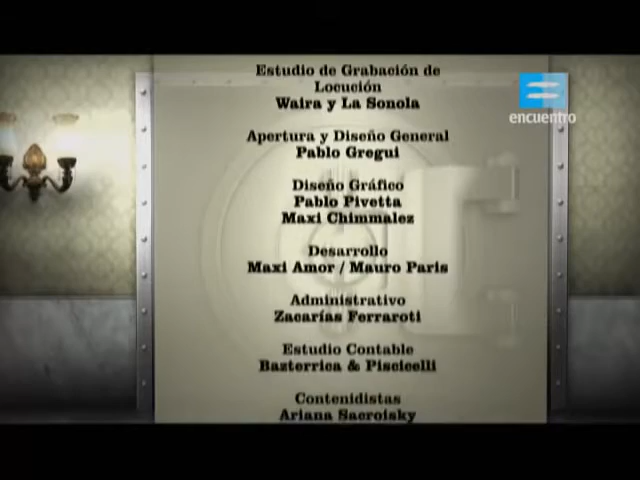 Estudio de Grabación de
Locución
Waira y La Sonola
encuentro
Apertura y Diseño General
Pablo Gregui
Diseño Gráfico
Pablo Pivetta
Maxi Chimmalez
Desarrollo
Maxi Amor / Mauro Paris
Administrativo
Zacarías Ferraroti
Estudio Contable
Bazterrica & Piscicelli
Contenidistas
Ariana Sacroisky